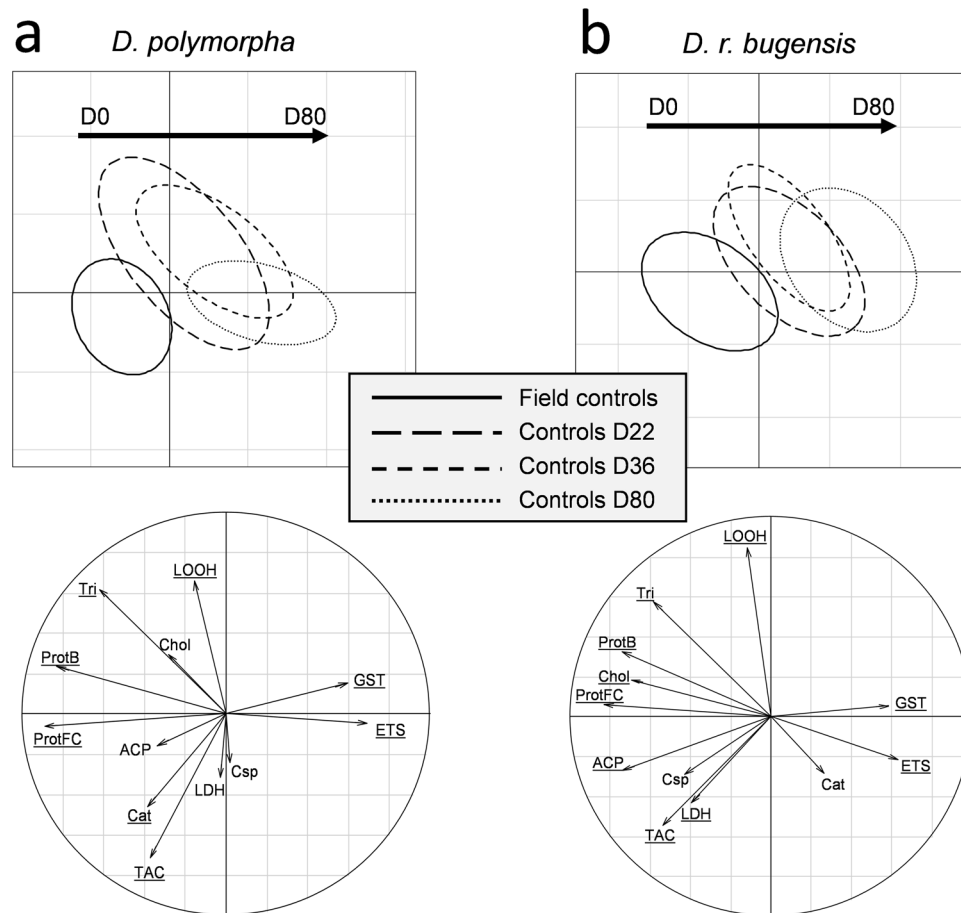 a
D. polymorpha
D0
D80
b
D. r. bugensis
D0
D80
Field controls
Controls D22
Controls D36
Controls D80
LOOH
Tri
Chol
ProtB
GST
ProtFC
ETS
ACP
Csp
LDH
Cat
TAC
LOOH
Tri
ProtB
Chol
ProtFC
GST
ACP
ETS
Csp
Cat
LDH
TAC